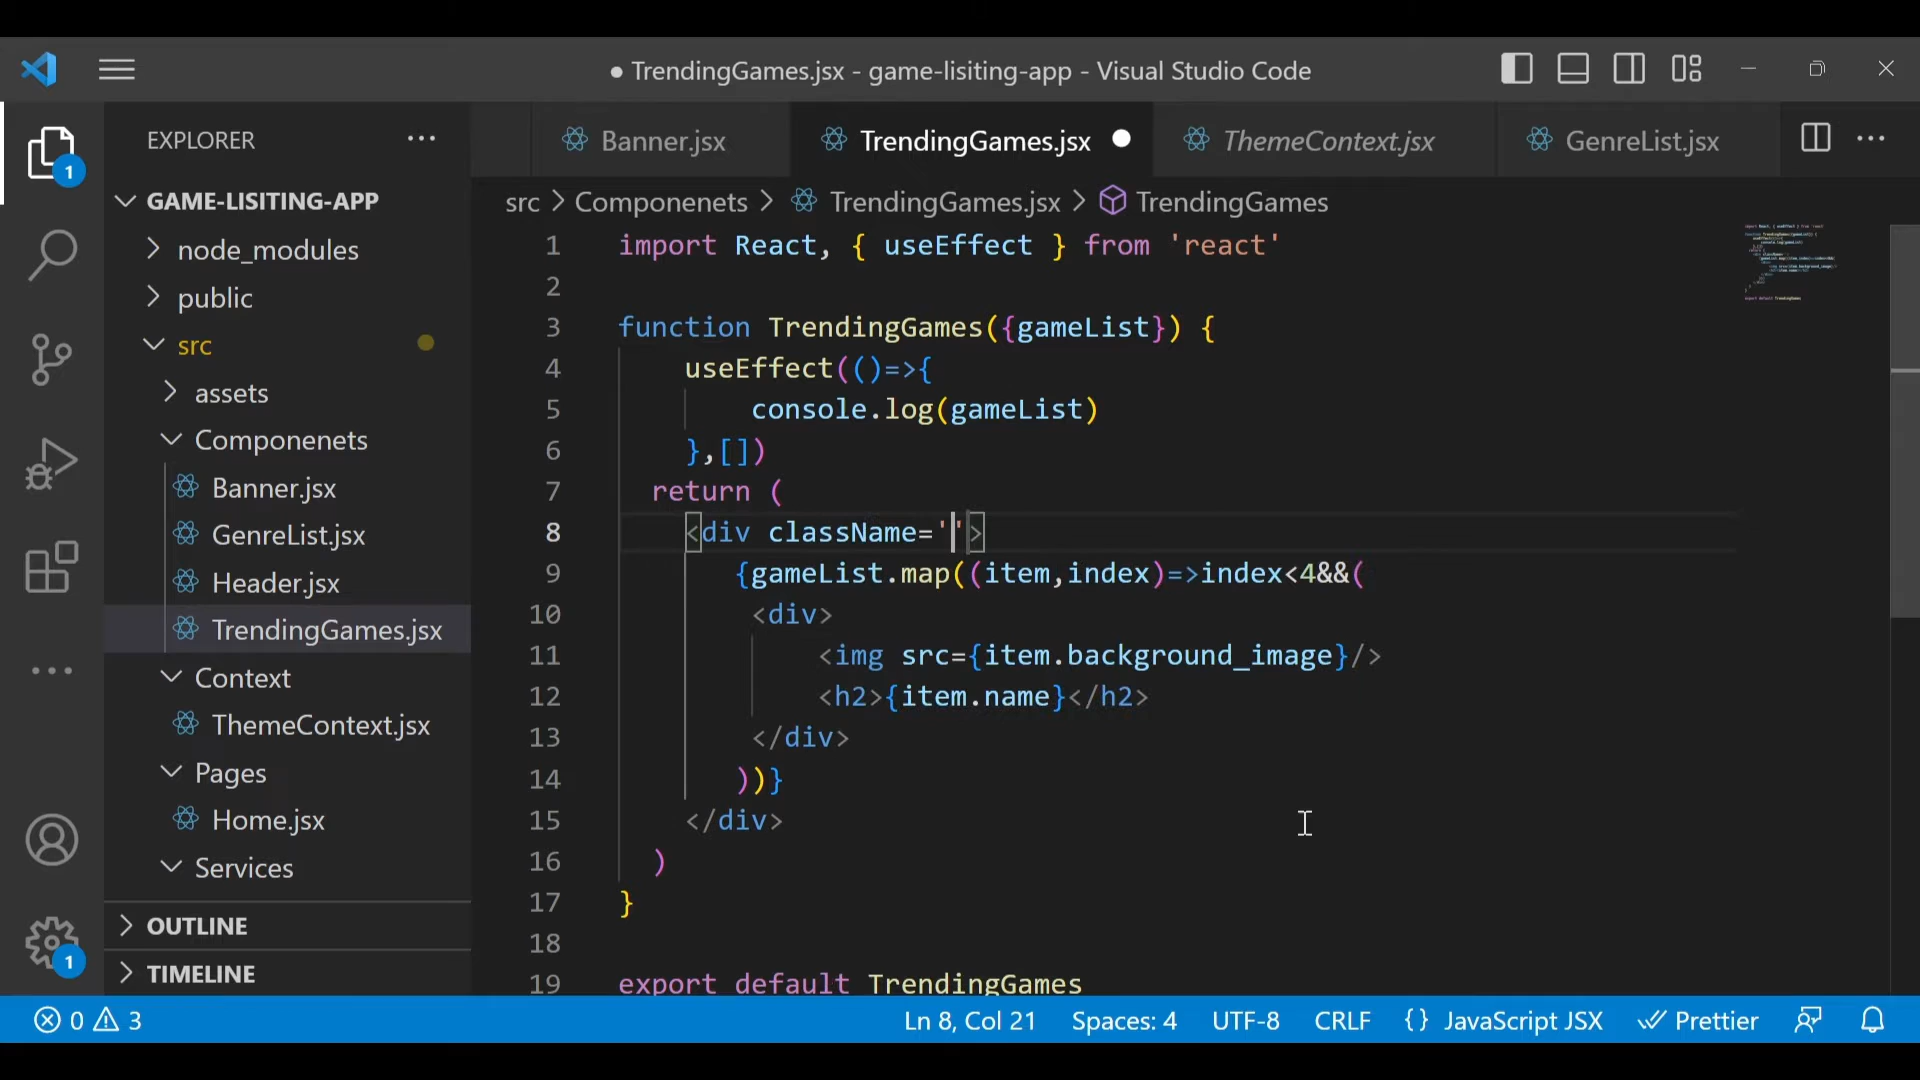 ● TrendingGames.jsx - game-lisiting-app - Visual Studio Code
EXPLORER
GAME-LISITING-APP
node_modules
public
src
assets
Componenets
Banner.jsx
GenreList.jsx
Header.jsx
TrendingGames.jsx
Context
ThemeContext.jsx
Pages
Home.jsx
Services
OUTLINE
TIMELINE
1
1
Banner.jsx
TrendingGames.jsx
ThemeContext.jsx
GenreList.jsx
src > Componenets > TrendingGames.jsx > TrendingGames
1 import React, { useEffect } from 'react'
2
3 function TrendingGames({gameList}) {
4 useEffect(()=>{
5 console.log(gameList)
6 },[])
7 return (
8 <div className=''>
9 {gameList.map((item,index)=>index<4&&(
10 <div>
11 <img src={item.background_image}/>
12 <h2>{item.name}</h2>
13 </div>
14 ))}
15 </div>
16 )
17 }
18
19 export default TrendingGames
0 3 Ln 8, Col 21 Spaces: 4 UTF-8 CRLF {} JavaScript JSX Prettier